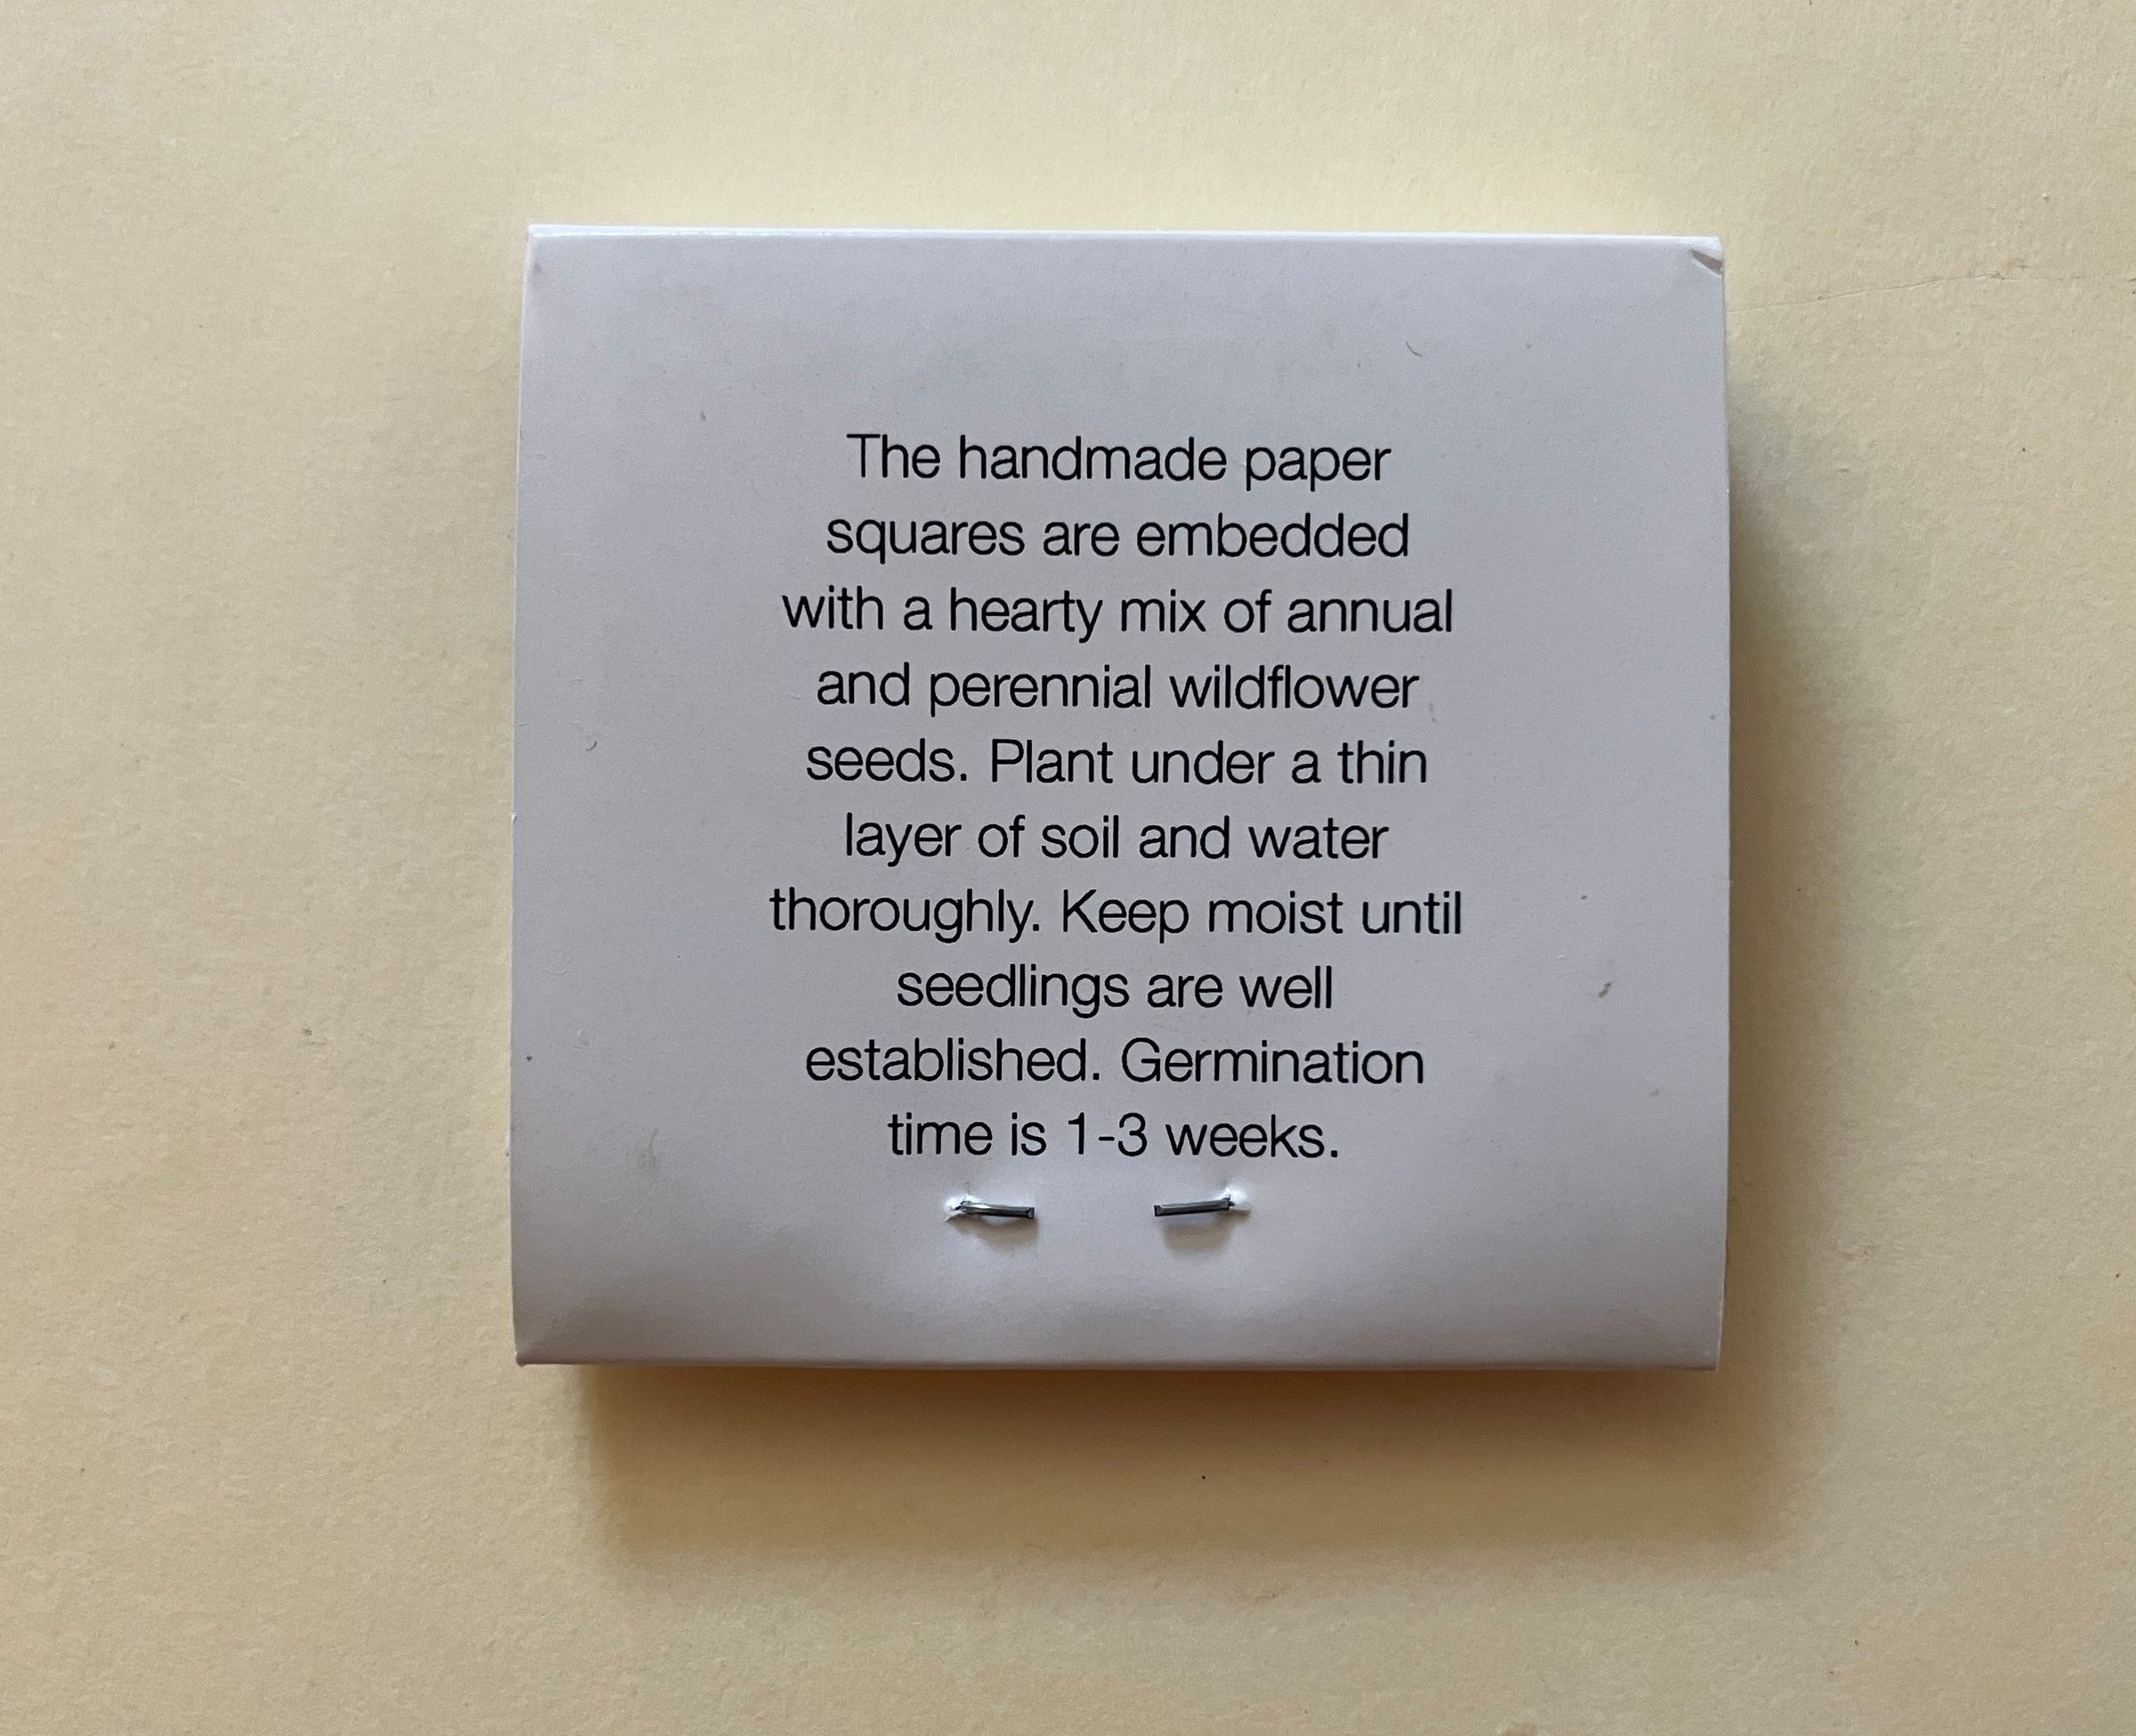 The handmade paper
squares are embedded
with a hearty mix of annual
and perennial wildflower
seeds. Plant under a thin
layer of soil and water
thoroughly. Keep moist until
seedlings are well
established. Germination
time is 1-3 weeks.